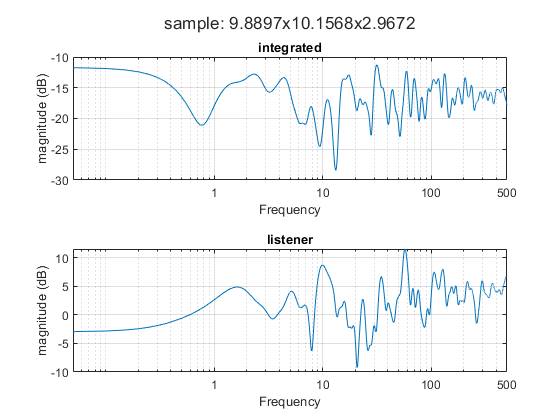 sample: 9.8897x10.1568x2.9672
integrated
-10
-15
-20
-25
-30
magnitude (dB)
1
10
100
500
Frequency
listener
10
5
0
-5
-10
magnitude (dB)
1
10
100
500
Frequency